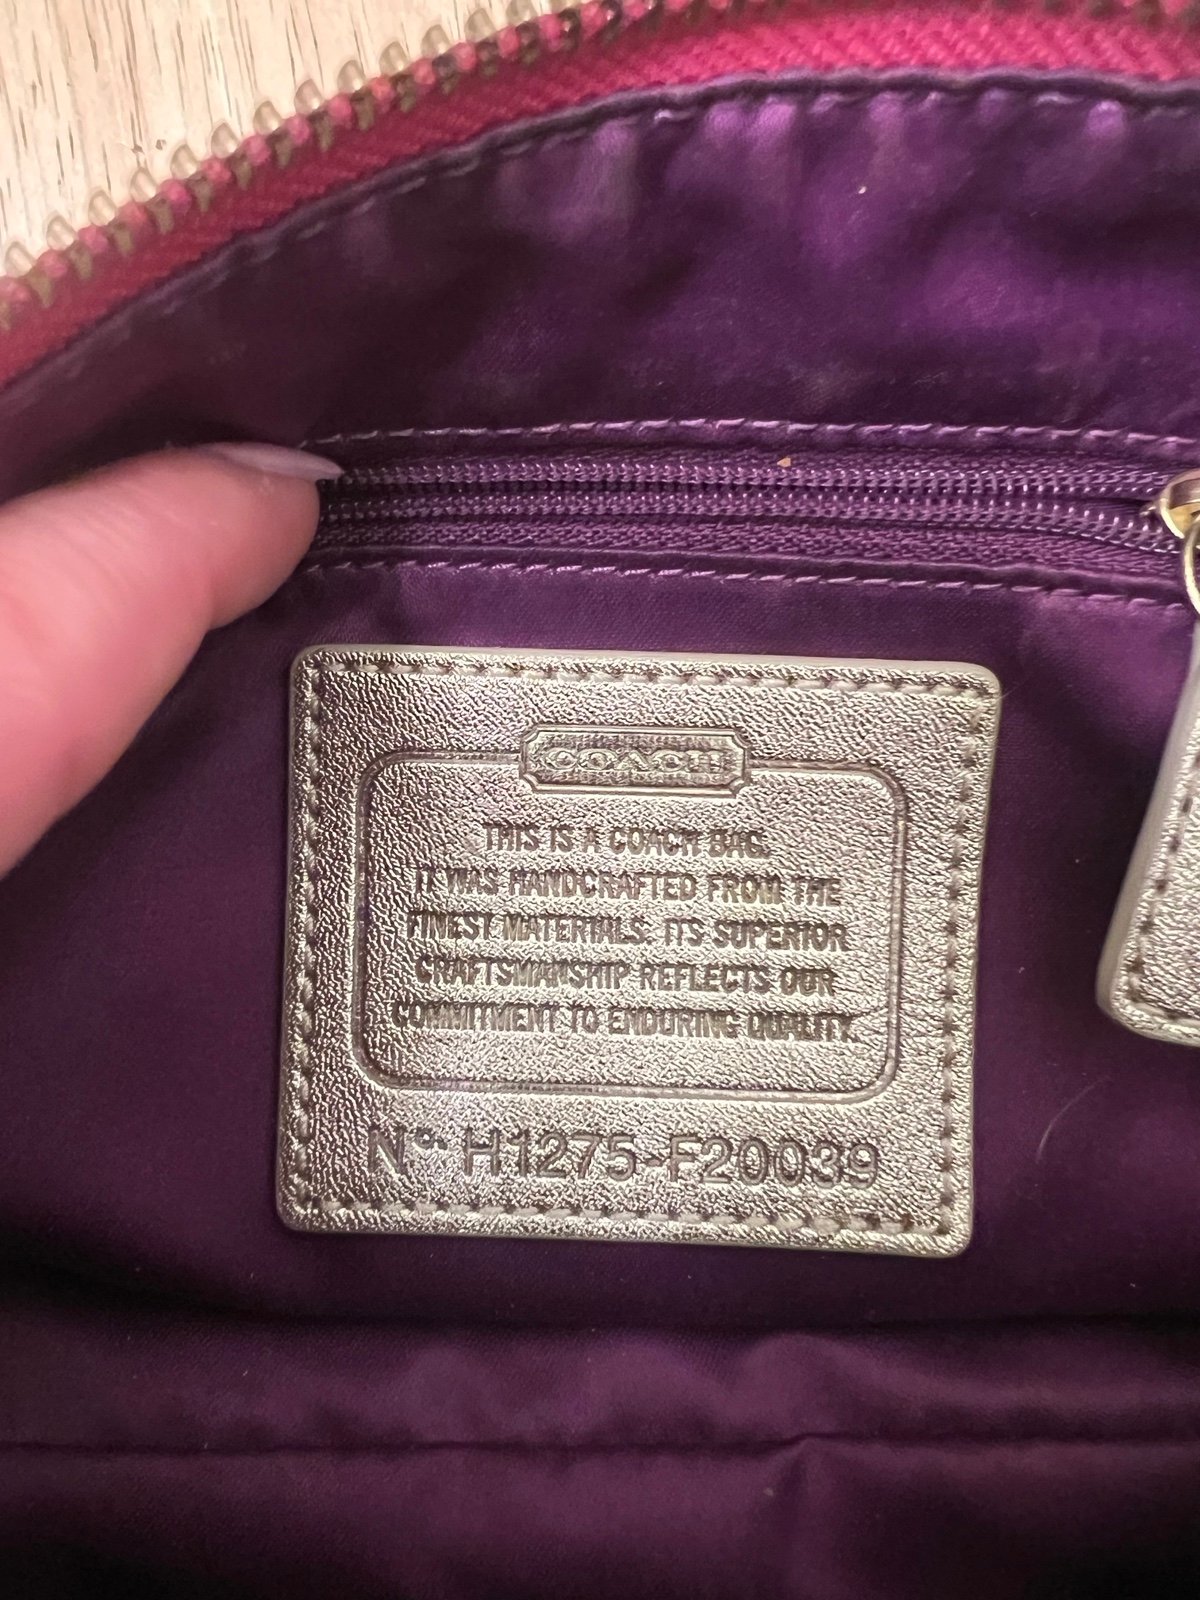 COACH
THIS IS A COACH BAG.
IT WAS HANDCRAFTED FROM THE
FINEST MATERIALS. ITS SUPERIOR
CRAFTSMANSHIP REFLECTS OUR
COMMITMENT TO ENDURING QUALITY.
Nº· H1275-F20039